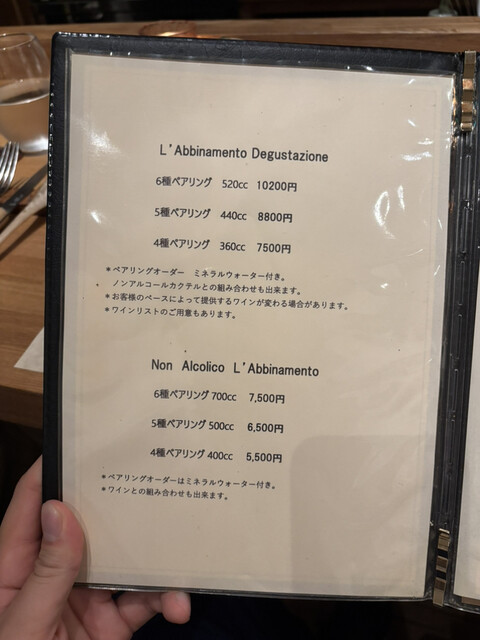 L'Abbinamento Degustazione
6種ペアリング 520cc 10200円
5種ペアリング 440cc 8800円
4種ペアリング 360cc 7500円
＊ペアリングオーダー ミネラルウォーター付き。
ノンアルコールカクテルとの組み合わせも出来ます。
＊お客様のペースによって提供するワインが変わる場合があります。
＊ワインリストのご用意もあります。
Non Alcolico L'Abbinamento
6種ペアリング 700cc 7,500円
5種ペアリング 500cc 6,500円
4種ペアリング 400cc 5,500円
＊ペアリングオーダーはミネラルウォーター付き。
＊ワインとの組み合わせも出来ます。